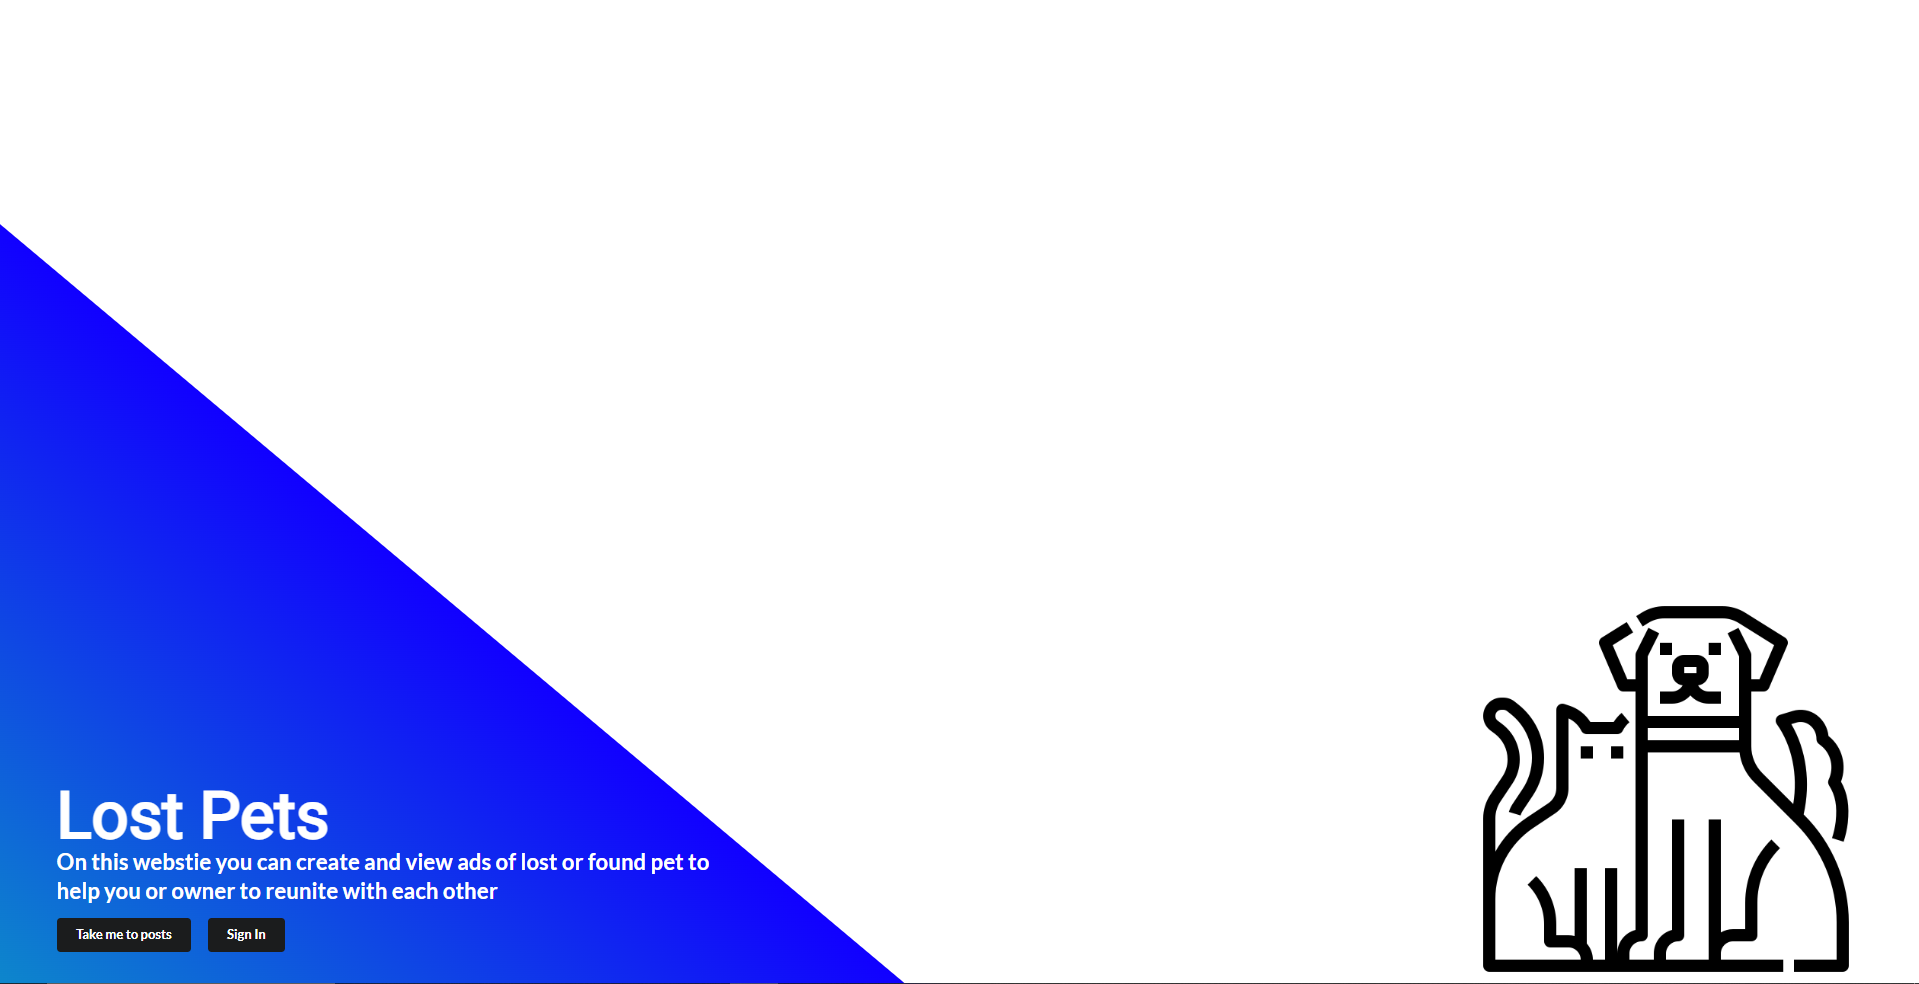 Lost Pets
On this webstie you can create and view ads of lost or found pet to
help you or owner to reunite with each other
Take me to posts
Sign In